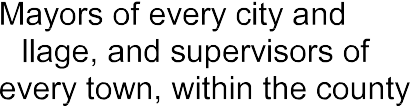 Mayors of every city and
llage, and supervisors of
every town, within the county